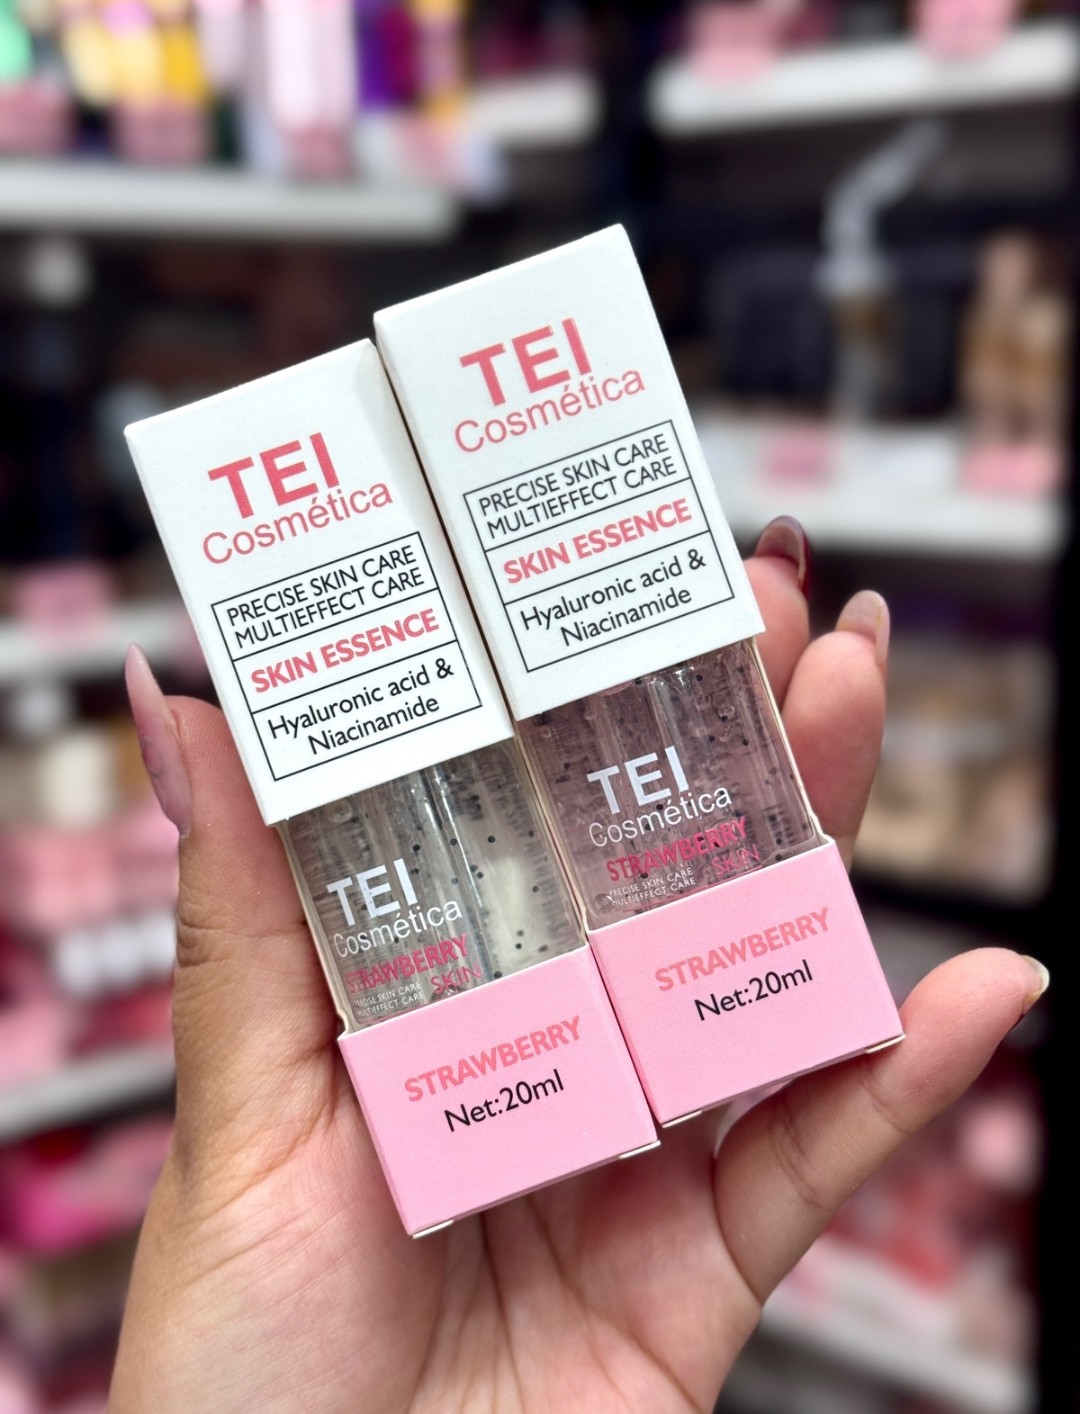 TEI
Cosmética
PRECISE SKIN CARE
MULTIEFFECT CARE
SKIN ESSENCE
Hyaluronic acid &
Niacinamide
TEI
Cosmética
STRAWBERRY
SKIN
PRECISE SKIN CARE
MULTIEFFECT CARE
STRAWBERRY
Net:20ml
TEI
Cosmética
PRECISE SKIN CARE
MULTIEFFECT CARE
SKIN ESSENCE
Hyaluronic acid &
Niacinamide
TEI
Cosmética
STRAWBERRY
SKIN
PRECISE SKIN CARE
MULTIEFFECT CARE
STRAWBERRY
Net:20ml